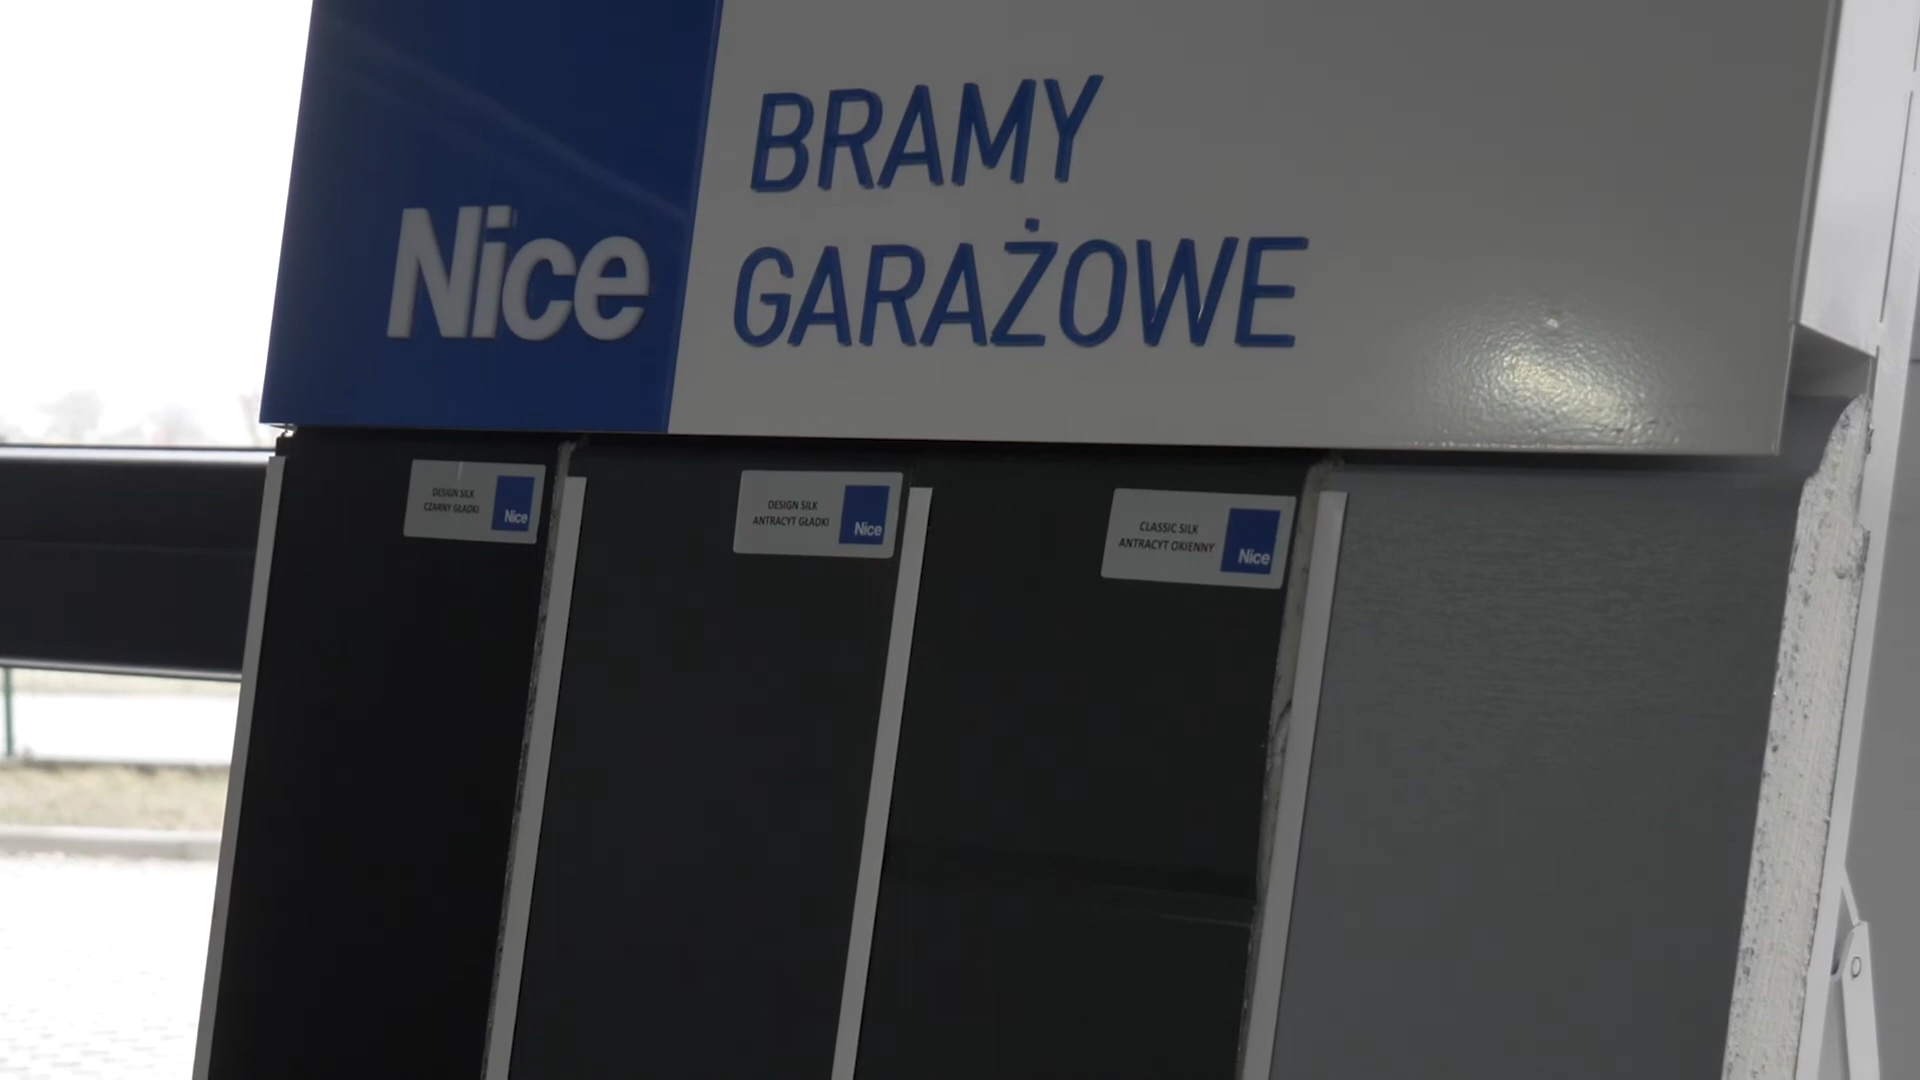 Nice
BRAMY
GARAŻOWE
DESIGN SILK
CZARNY GŁADKI
Nice
DESIGN SILK
ANTRACYT GŁADKI
Nice
CLASSIC SILK
ANTRACYT OKIENNY
Nice